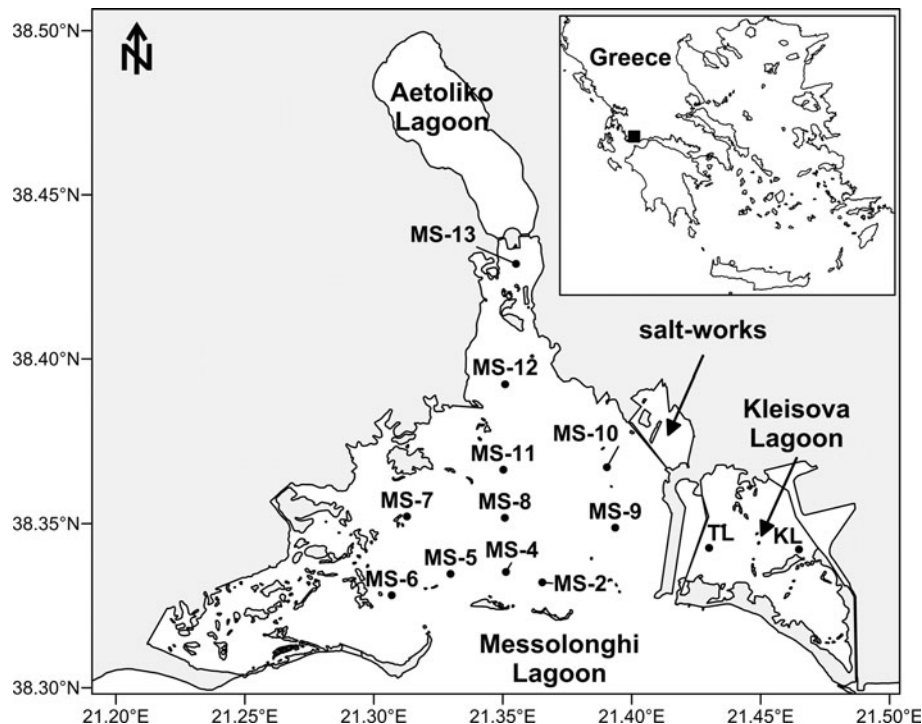 38.50°N
N
Greece
Aetoliko
Lagoon
38.45°N
MS-13
salt-works
38.40°N
MS-12
Kleisova
Lagoon
MS-10
MS-11
MS-7
MS-8
MS-9
38.35°N
TL
KL
MS-5
MS-4
MS-6
MS-2
Messolonghi
Lagoon
38.30°N
21.20°E
21.25°E
21.30°E
21.35°E
21.40°E
21.45°E
21.50°E